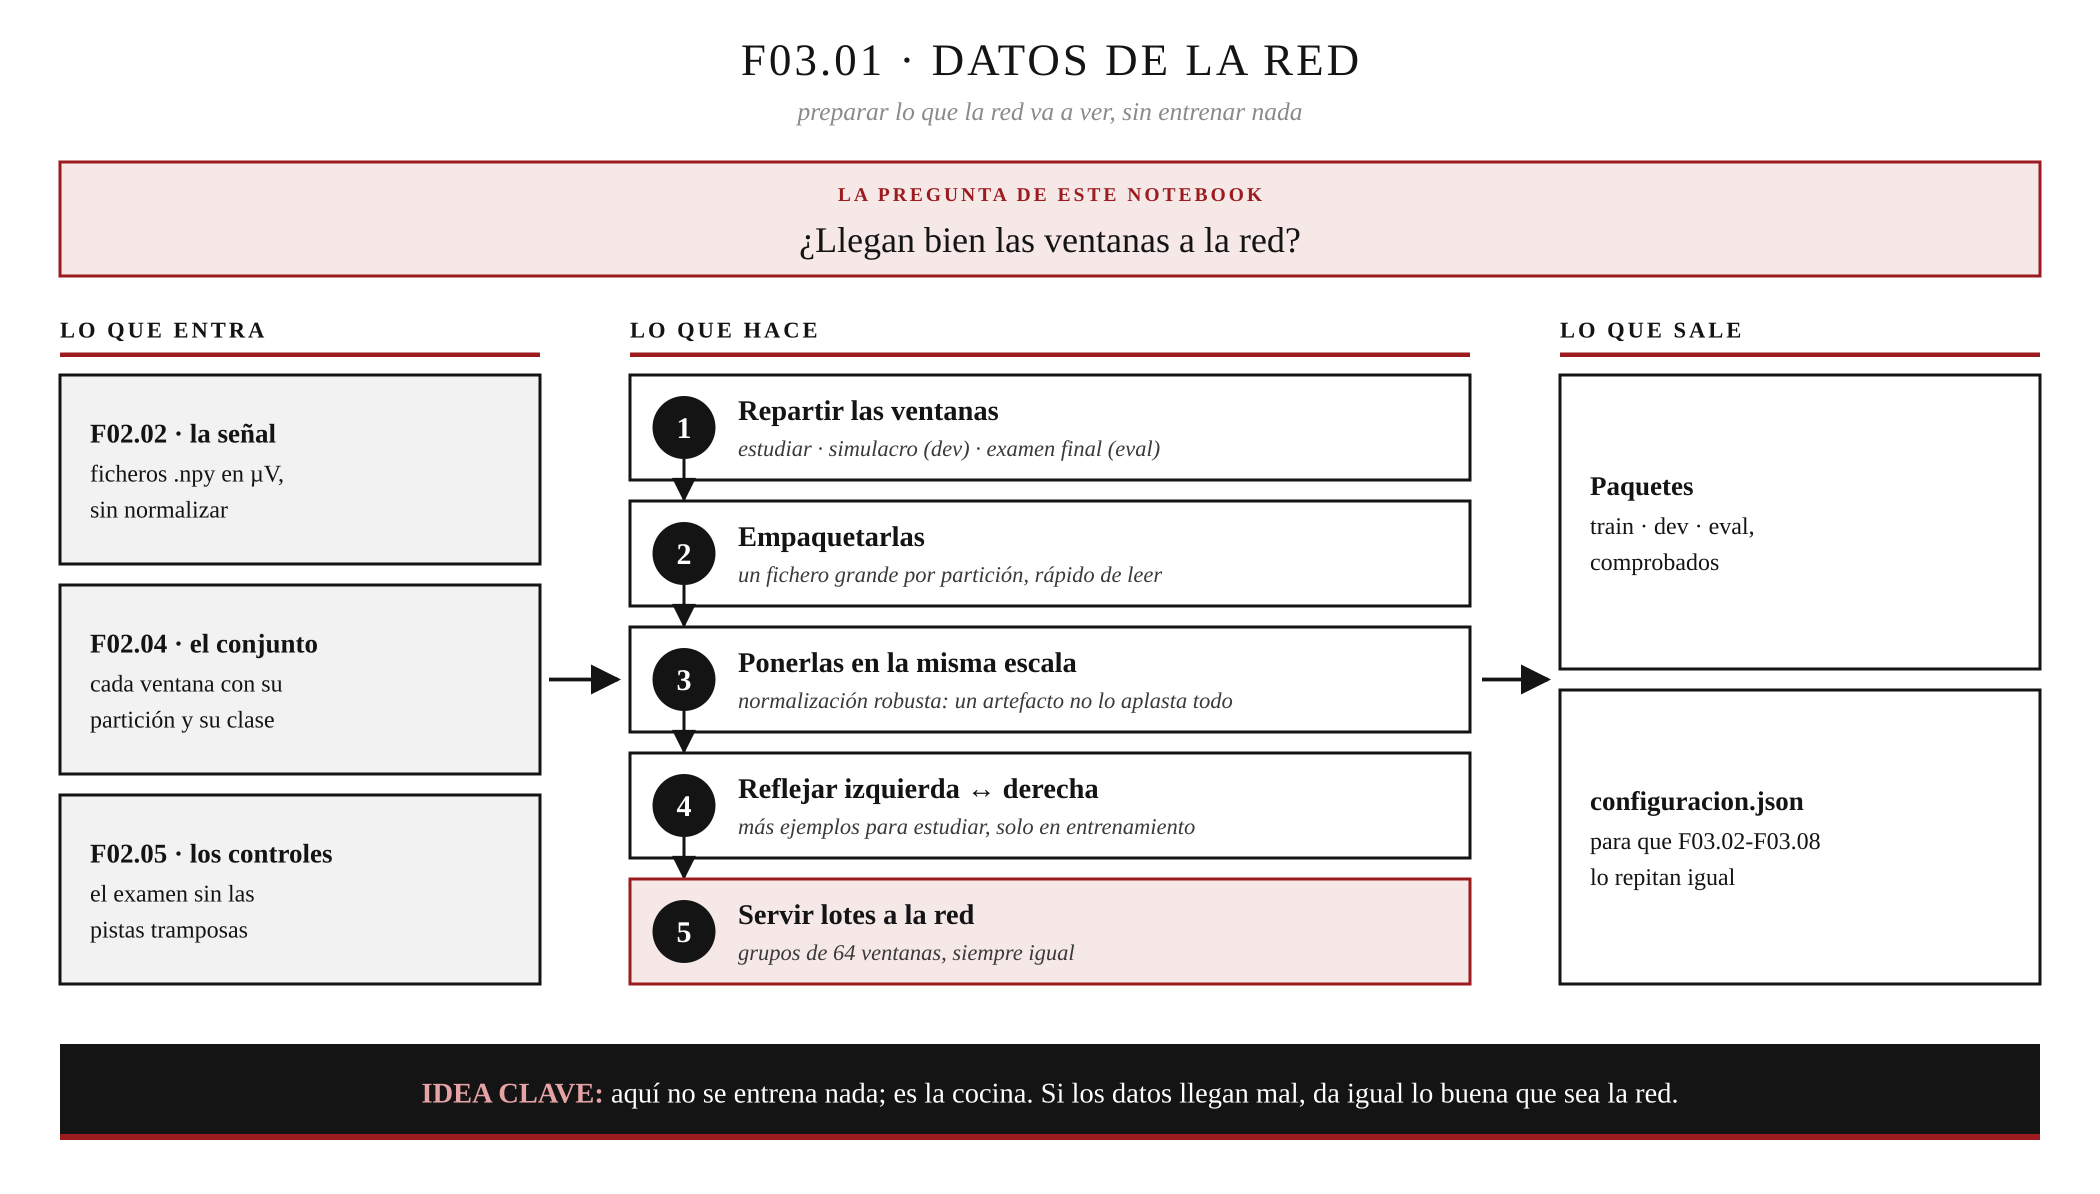 F03.01 · DATOS DE LA RED
preparar lo que la red va a ver, sin entrenar nada
LA PREGUNTA DE ESTE NOTEBOOK
¿Llegan bien las ventanas a la red?
LO QUE ENTRA
F02.02 · la señal
ficheros .npy en µV,
sin normalizar
F02.04 · el conjunto
cada ventana con su
partición y su clase
F02.05 · los controles
el examen sin las
pistas tramposas
LO QUE HACE
1
Repartir las ventanas
estudiar · simulacro (dev) · examen final (eval)
2
Empaquetarlas
un fichero grande por partición, rápido de leer
3
Ponerlas en la misma escala
normalización robusta: un artefacto no lo aplasta todo
4
Reflejar izquierda ↔ derecha
más ejemplos para estudiar, solo en entrenamiento
5
Servir lotes a la red
grupos de 64 ventanas, siempre igual
LO QUE SALE
Paquetes
train · dev · eval,
comprobados
configuracion.json
para que F03.02-F03.08
lo repitan igual
IDEA CLAVE: aquí no se entrena nada; es la cocina. Si los datos llegan mal, da igual lo buena que sea la red.